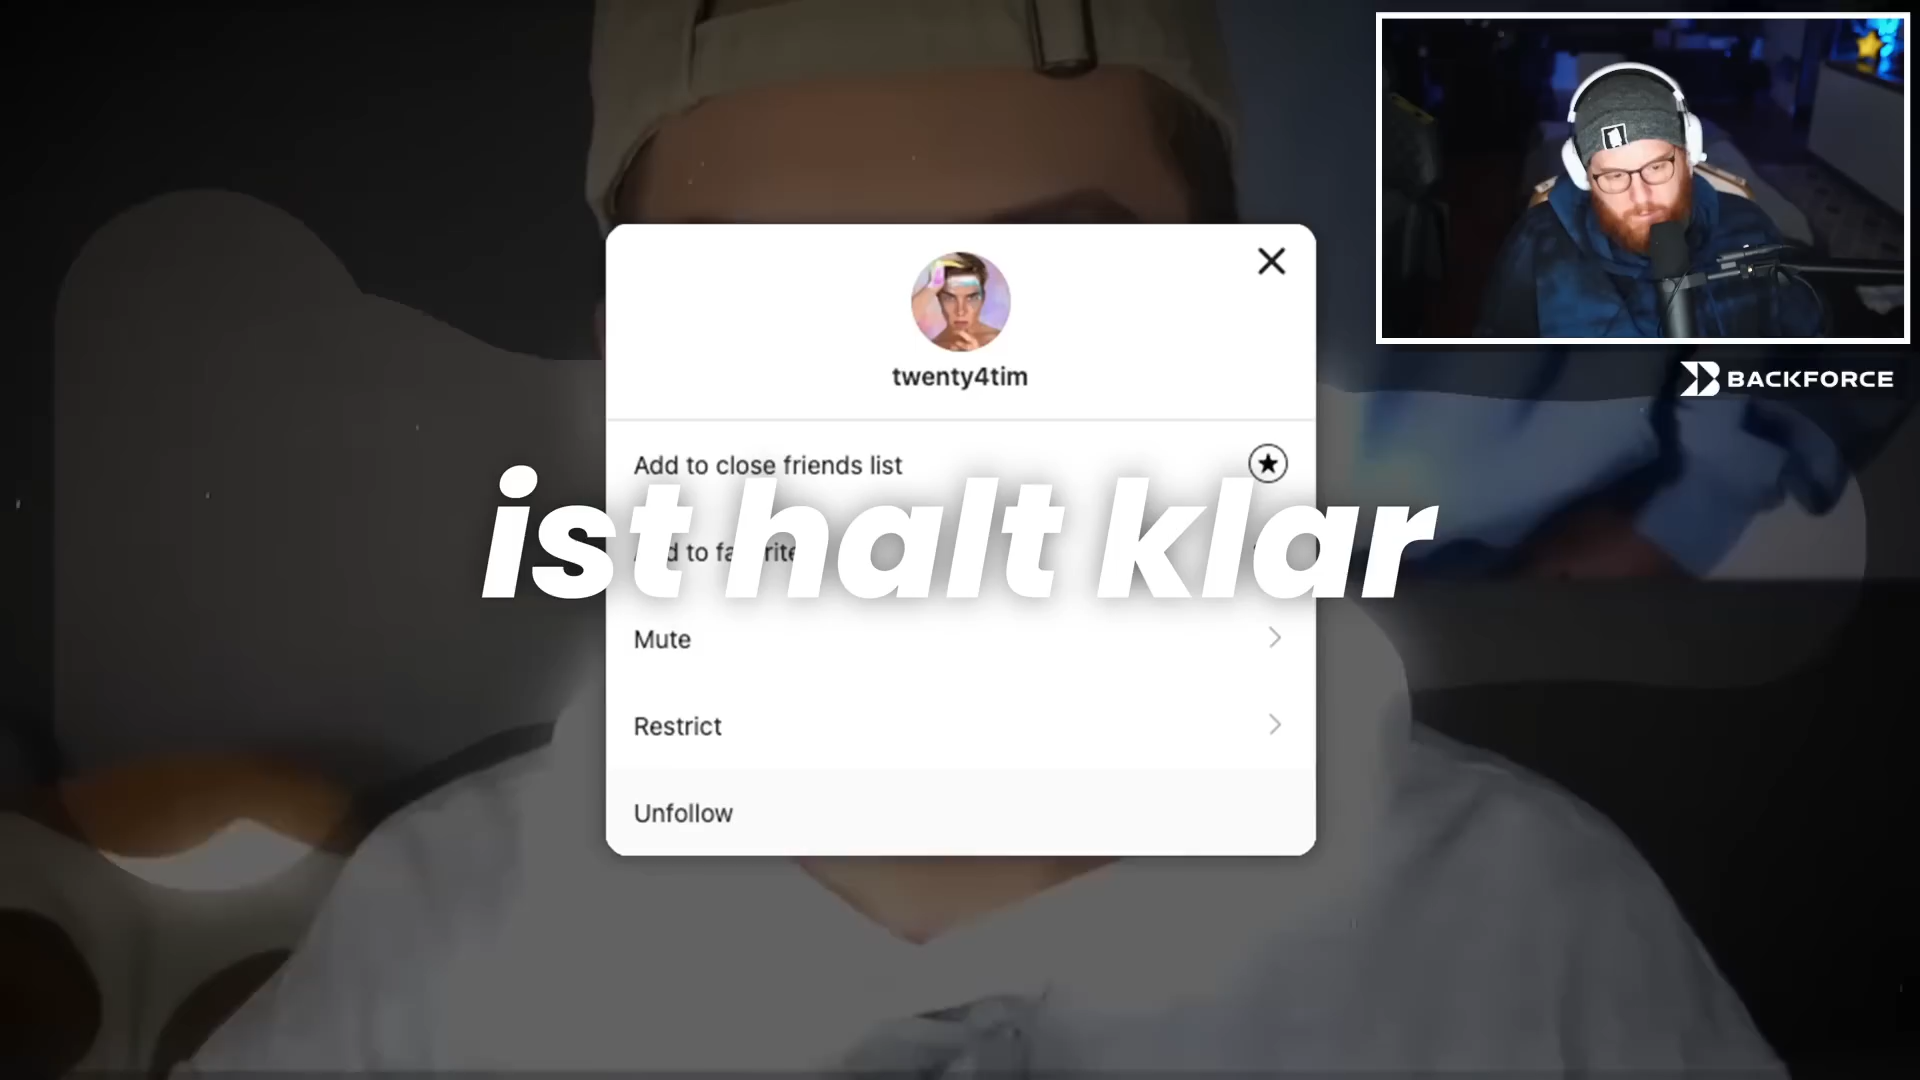 BACKFORCE
twenty4tim
Add to close friends list
ist halt klar
Mute
Restrict
Unfollow